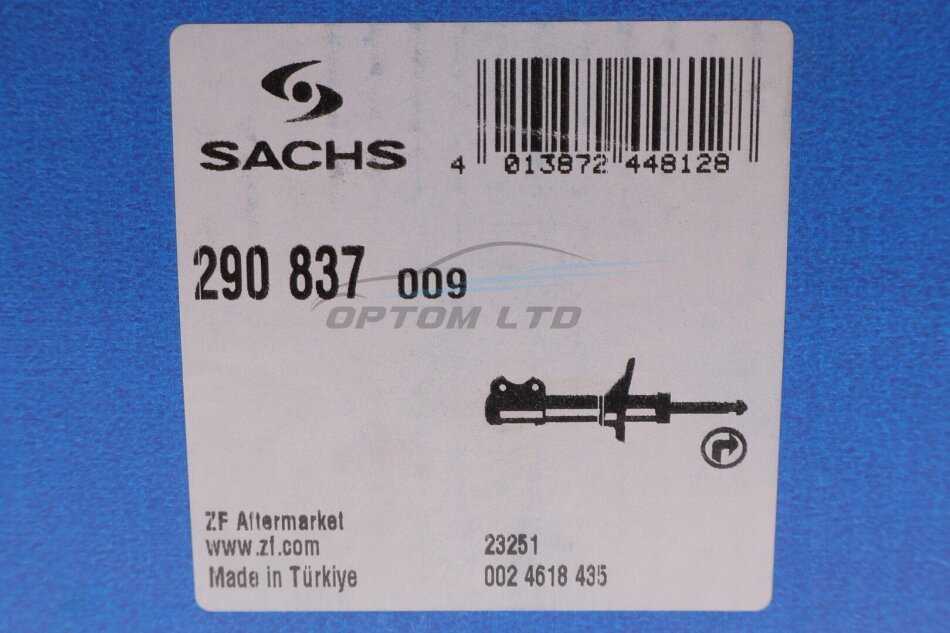 SACHS
4 013872 448128
290 837 009
OPTOM LTD
ZF Aftermarket
www.zf.com
Made in Türkiye
23251
002 4618 435